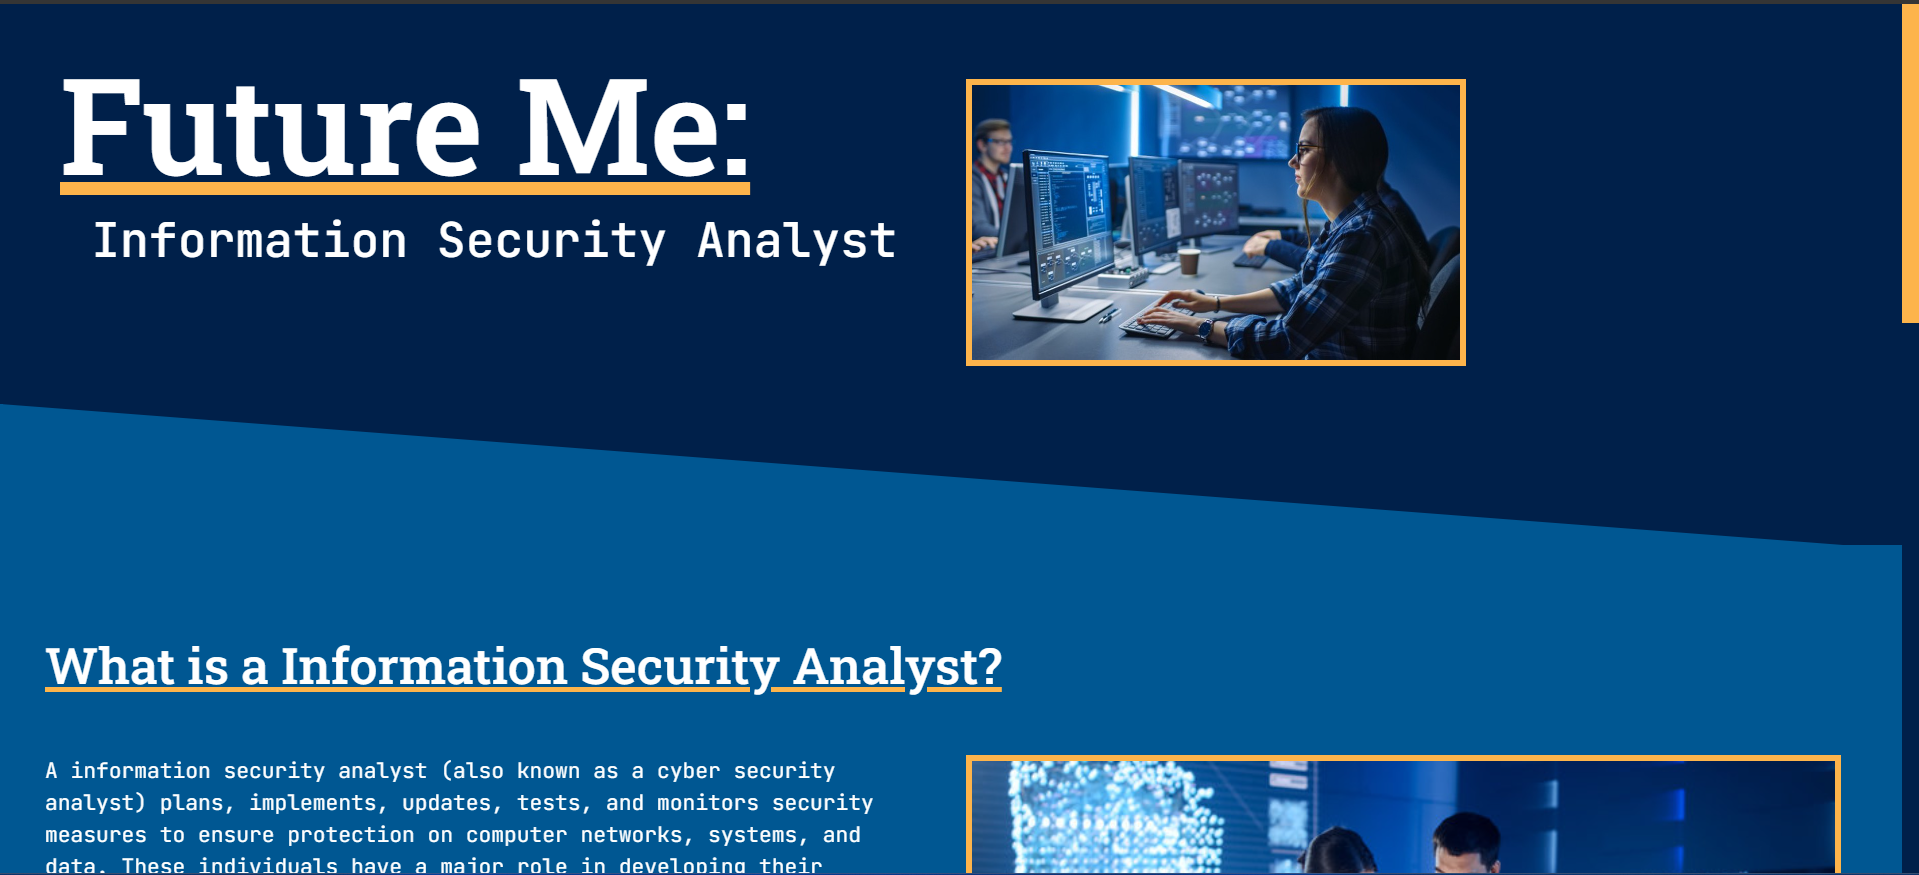 Future Me:
Information Security Analyst
What is a Information Security Analyst?
A information security analyst (also known as a cyber security
analyst) plans, implements, updates, tests, and monitors security
measures to ensure protection on computer networks, systems, and
data. These individuals have a major role in developing their